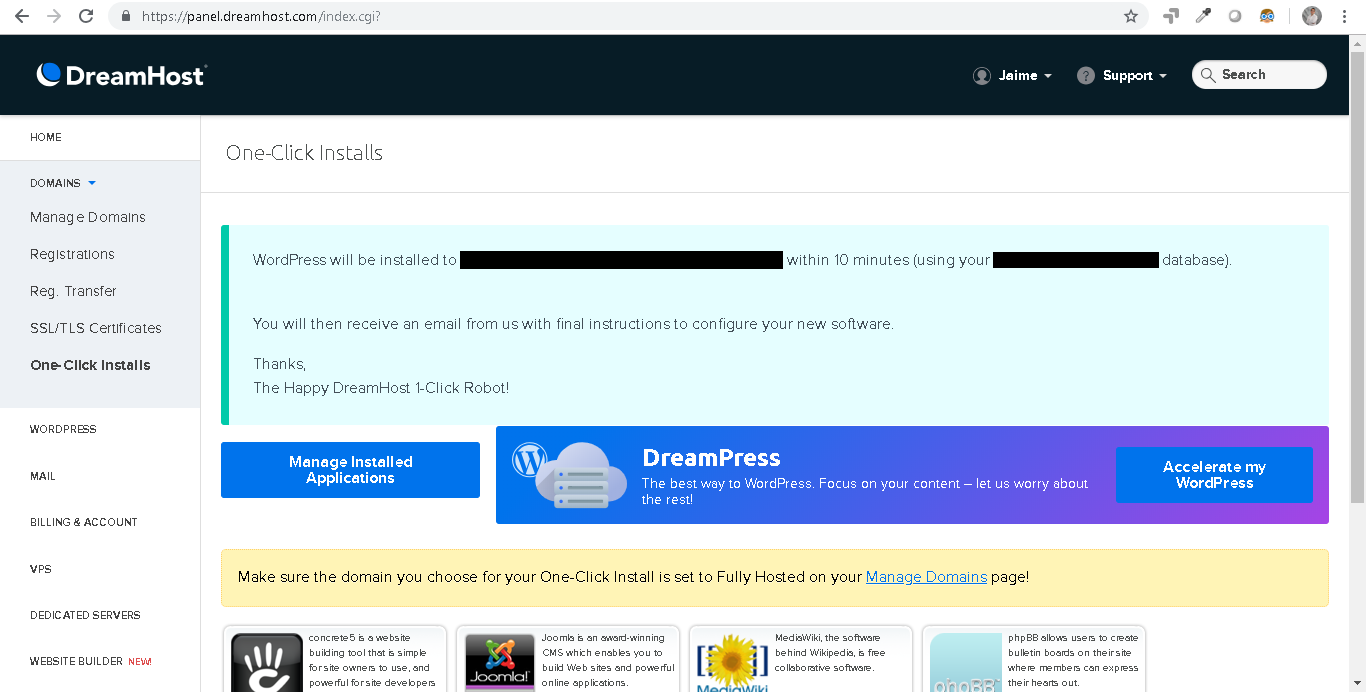 https://panel.dreamhost.com/index.cgi?
DreamHost
Jaime
? Support
Search
HOME
DOMAINS
Manage Domains
Registrations
Reg. Transfer
SSL/TLS Certificates
One-Click Installs
WORDPRESS
MAIL
BILLING & ACCOUNT
VPS
DEDICATED SERVERS
WEBSITE BUILDER NEW!
One-Click Installs
WordPress will be installed to within 10 minutes (using your database).
You will then receive an email from us with final instructions to configure your new software.
Thanks,
The Happy DreamHost 1-Click Robot!
Manage Installed
Applications
DreamPress
The best way to WordPress. Focus on your content – let us worry about
the rest!
Accelerate my
WordPress
Make sure the domain you choose for your One-Click Install is set to Fully Hosted on your Manage Domains page!
concrete5 is a website
building tool that is simple
for site owners to use, and
powerful for site developers
Joomla!
Joomla is an award-winning
CMS which enables you to
build Web sites and powerful
online applications.
MediaWiki
MediaWiki, the software
behind Wikipedia, is free
collaborative software.
phpBB
phpBB allows users to create
bulletin boards on their site
where members can express
their hearts out.